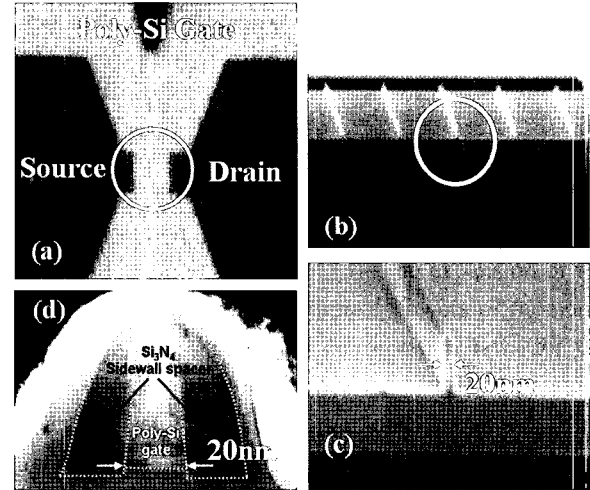 Poly-Si Gate
Source
Drain
(a)
(b)
(d)
Si₃N₄
Sidewall spacer
Poly-Si
gate
20nm
20nm
(c)